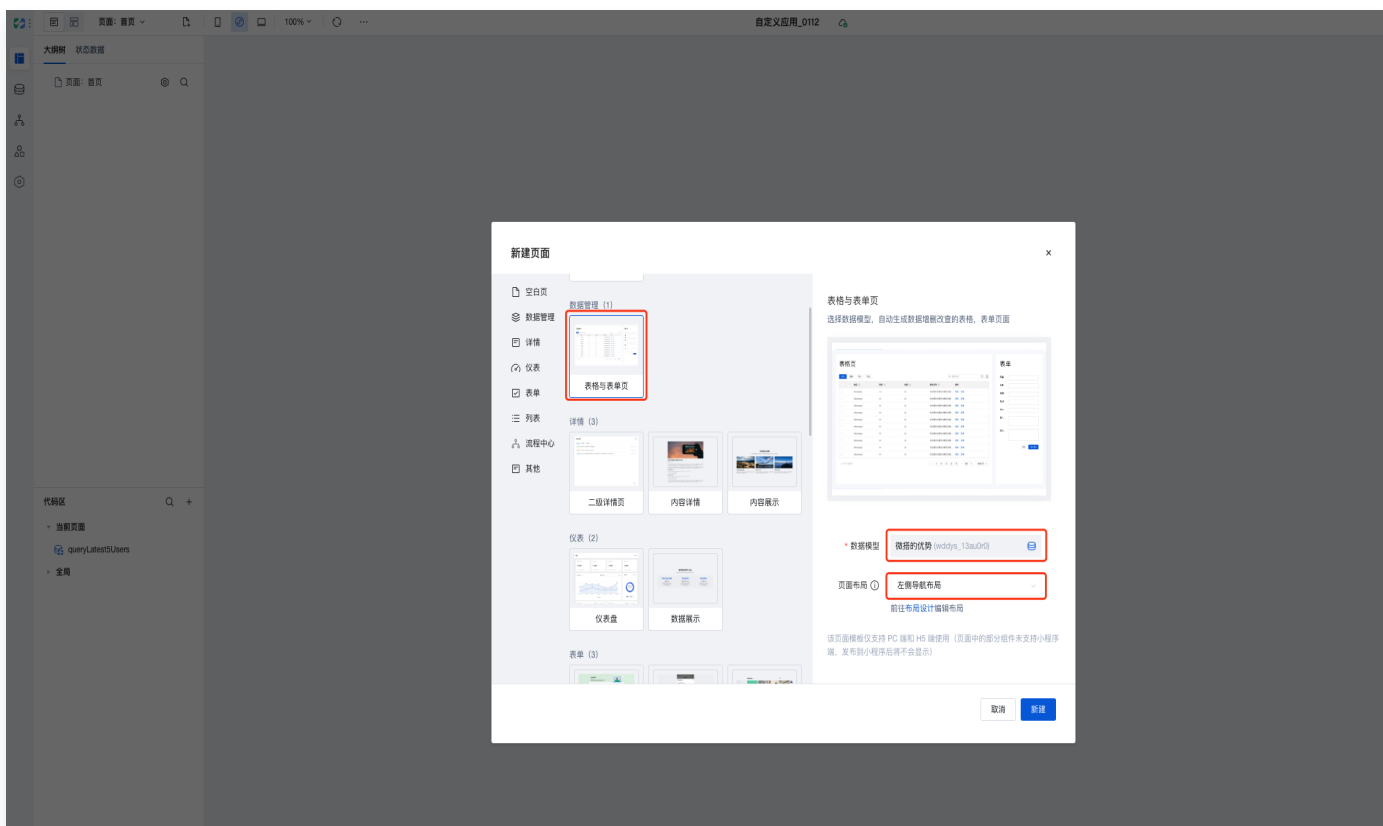 页面: 首页
100%
自定义应用_0112
大纲树 状态数据
页面: 首页
新建页面
空白页
数据管理
详情
仪表
表单
列表
流程中心
其他
数据管理 (1)
表格与表单页
详情 (3)
二级详情页 内容详情 内容展示
仪表 (2)
仪表盘 数据展示
表单 (3)
表格与表单页
选择数据模型，自动生成数据增删改查的表格，表单页面
表格页 表单
* 数据模型 微搭的优势 (wddys_13au0r0)
页面布局 左侧导航布局
前往布局设计编辑布局
该页面模板仅支持 PC 端和 H5 端使用（页面中的部分组件未支持小程序
端，发布到小程序后将不会显示）
取消 新建
代码区
当前页面
queryLatest5Users
全局